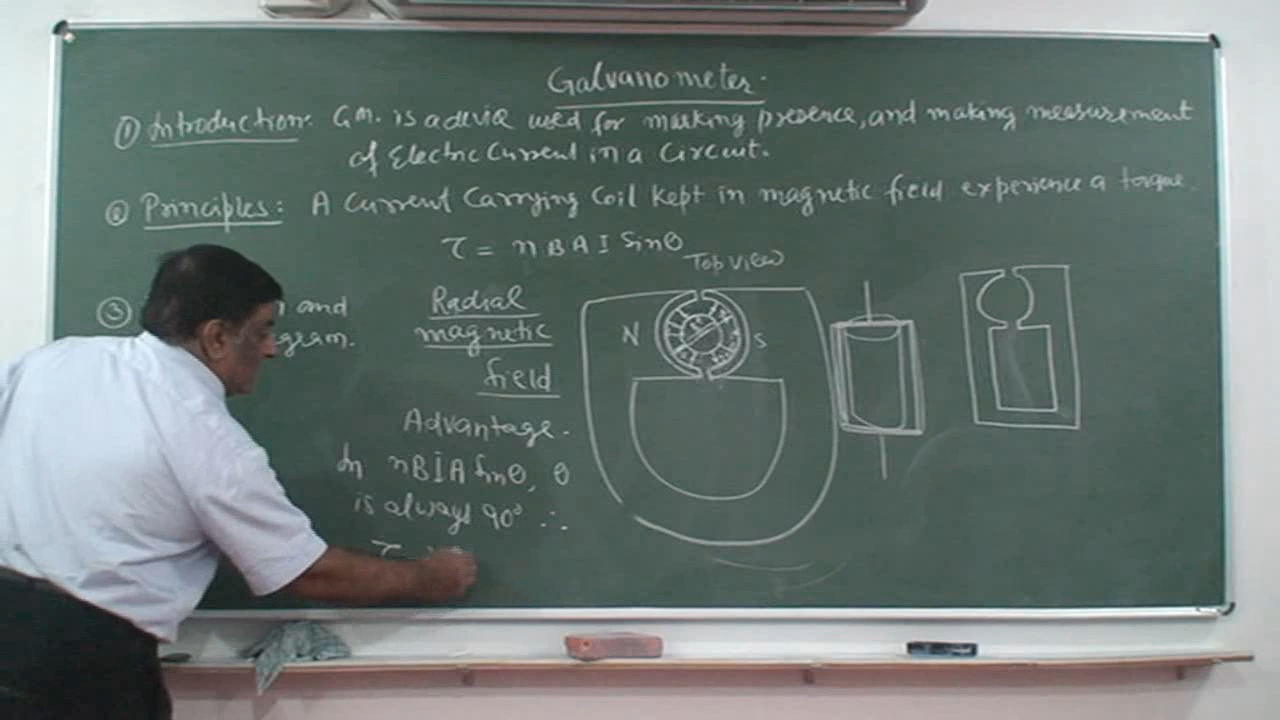 Galvanometer.
① Introduction: G.M. is a device used for marking presence, and making measurement
of Electric Current in a Circuit.
② Principles: A Current Carrying Coil kept in magnetic field experience a torque.
τ = nBAI Sinθ
③ and
gram.
Radial
magnetic
field
Advantage.
In nBIA Sinθ, θ
is always 90° ∴
τ
Top View
N S